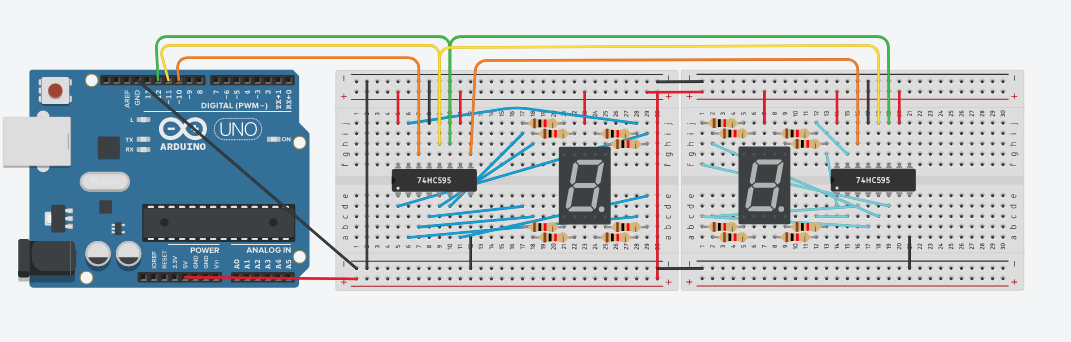 AREF
GND
13
12
~11
~10
~9
8
7
~6
~5
4
~3
2
TX→1
RX←0
DIGITAL (PWM~)
L
TX
RX
UNO
ON
ARDUINO
POWER
ANALOG IN
IOREF
RESET
3.3V
5V
GND
GND
Vin
A0
A1
A2
A3
A4
A5
74HC595
74HC595
a b c d e
f g h i j
a b c d e
f g h i j